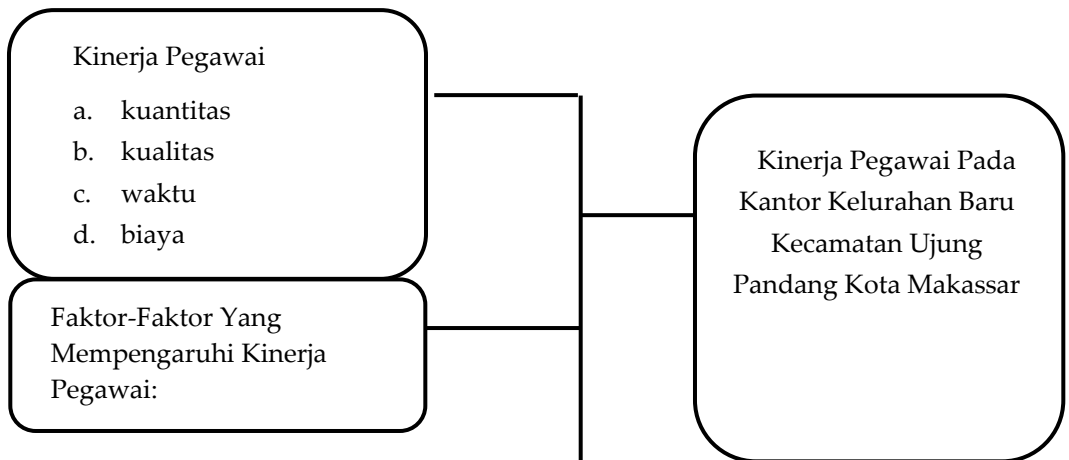 Kinerja Pegawai
a. kuantitas
b. kualitas
c. waktu
d. biaya
Faktor-Faktor Yang
Mempengaruhi Kinerja
Pegawai:
Kinerja Pegawai Pada
Kantor Kelurahan Baru
Kecamatan Ujung
Pandang Kota Makassar